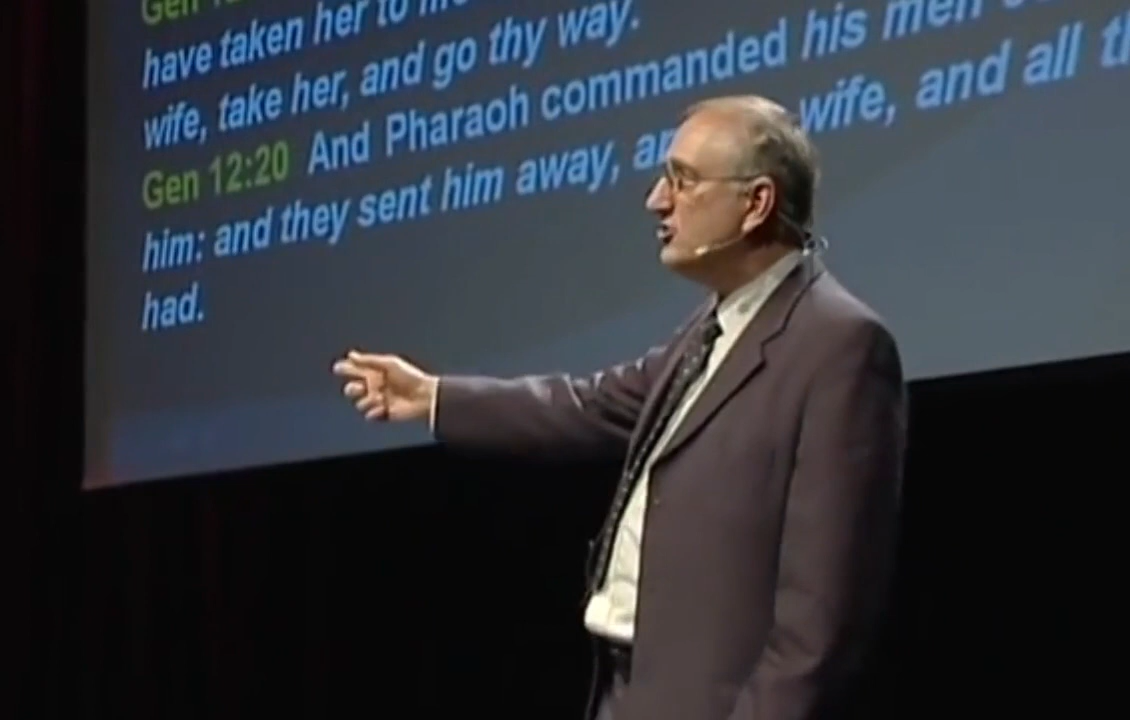 Gen
have taken her to
wife, take her, and go thy way.
Gen 12:20 And Pharaoh commanded his men
him: and they sent him away, wife, and all
had.